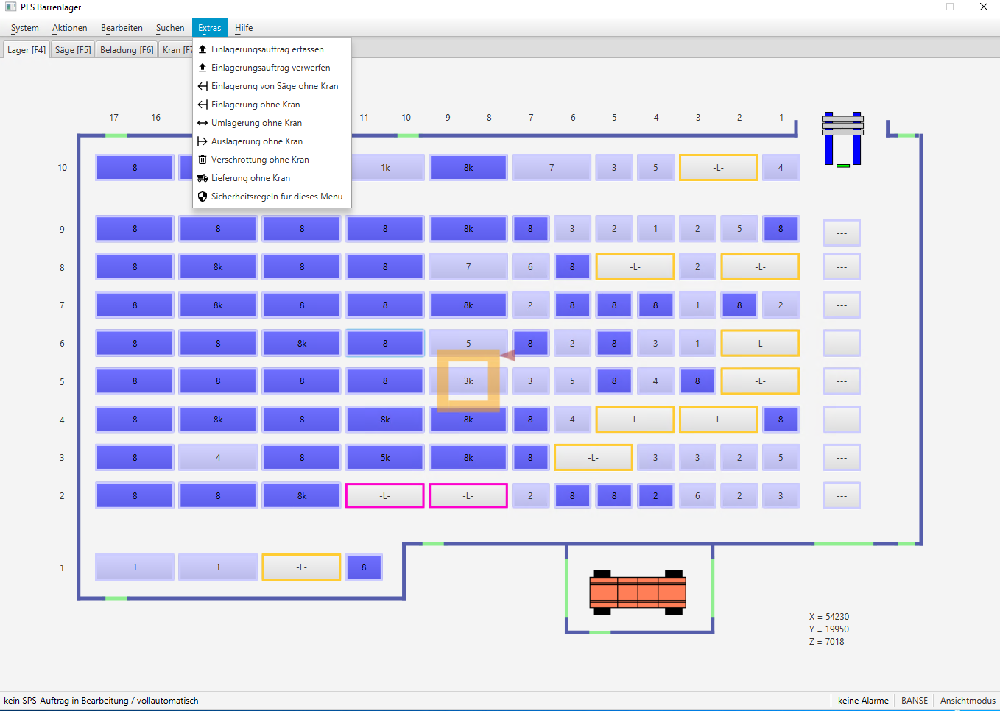 PLS Barrenlager
System Aktionen Bearbeiten Suchen Extras Hilfe
Lager [F4] Säge [F5] Beladung [F6] Kran [F7
Einlagerungsauftrag erfassen
Einlagerungsauftrag verwerfen
Einlagerung von Säge ohne Kran
Einlagerung ohne Kran
Umlagerung ohne Kran
Auslagerung ohne Kran
Verschrottung ohne Kran
Lieferung ohne Kran
Sicherheitsregeln für dieses Menü
17 16 11 10 9 8 7 6 5 4 3 2 1
10 8 1k 8k 7 3 5 -L- 4
9 8 8 8 8 8k 8 3 2 1 2 5 8 ---
8 8 8k 8 8 7 6 8 -L- 2 -L- ---
7 8 8k 8 8 8k 2 8 8 8 1 8 2 ---
6 8 8 8k 8 5 8 2 8 3 1 -L- ---
5 8 8 8 8 3k 3 5 8 4 8 -L- ---
4 8 8k 8 8k 8k 8 4 -L- -L- 8 ---
3 8 4 8 5k 8k 8 -L- 3 3 2 5 ---
2 8 8 8k -L- -L- 2 8 8 2 6 2 3 ---
1 1 1 -L- 8
X = 54230
Y = 19950
Z = 7018
kein SPS-Auftrag in Bearbeitung / vollautomatisch keine Alarme BANSE Ansichtmodus